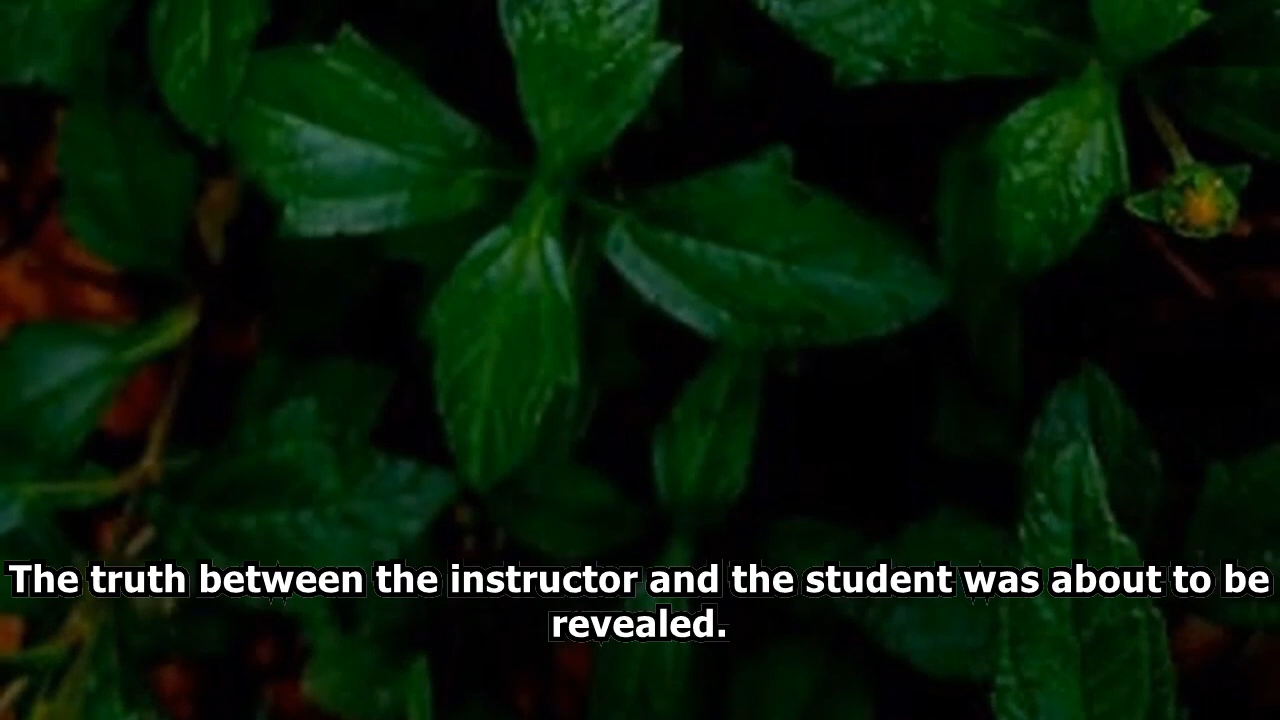 The truth between the instructor and the student was about to be
revealed.